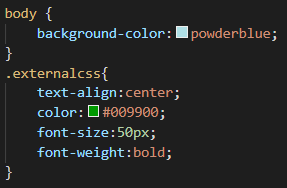 body {
    background-color: powderblue;
}
.externalcss{
    text-align:center;
    color: #009900;
    font-size:50px;
    font-weight:bold;
}